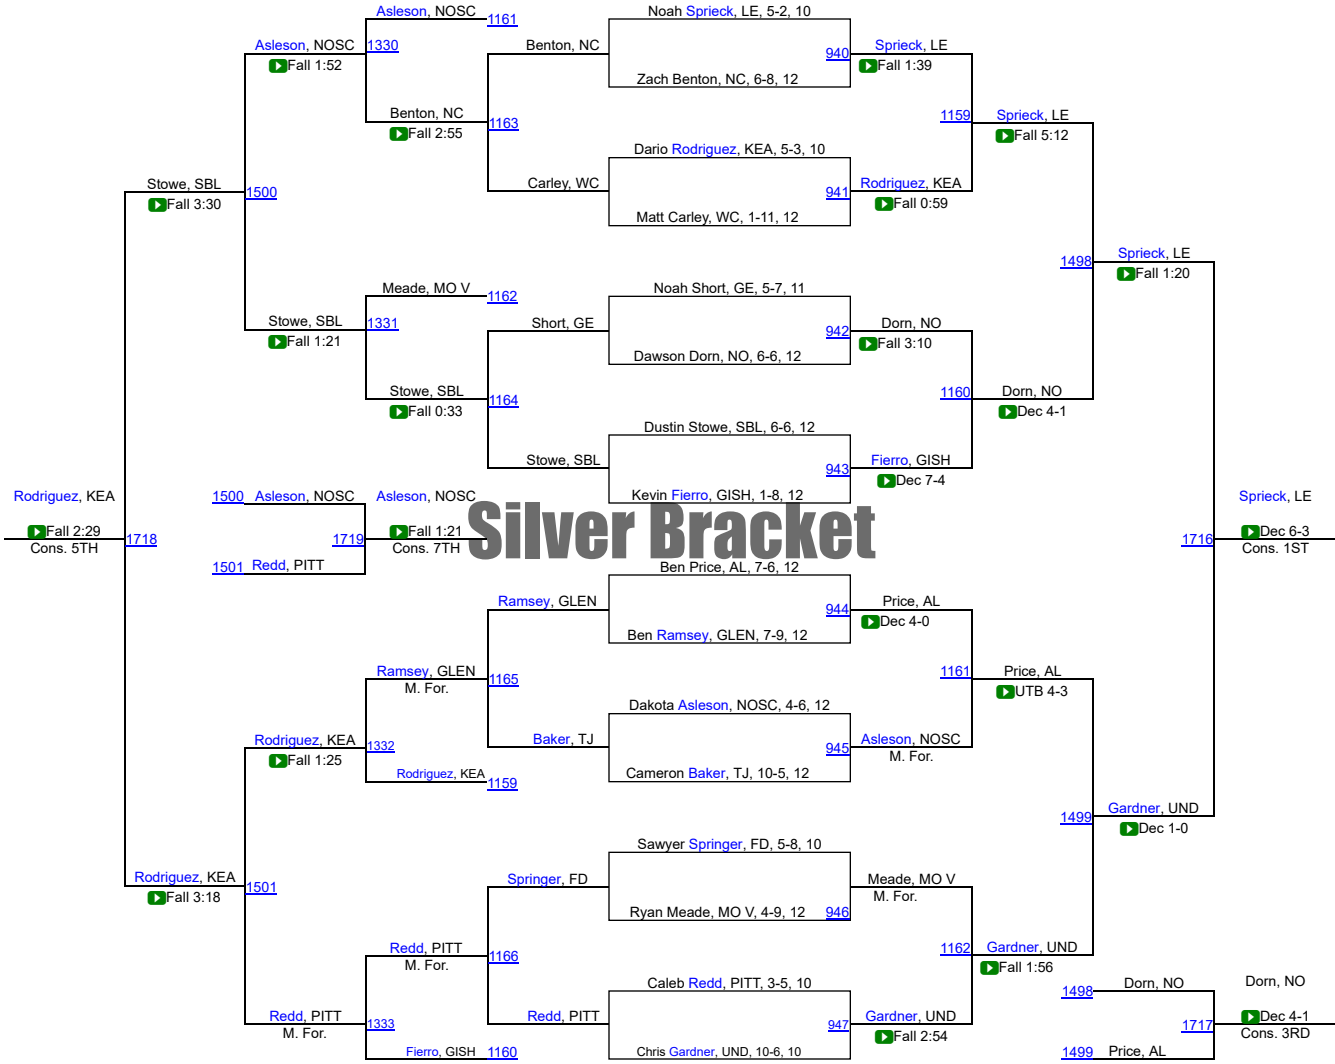 Asleson, NOSC
1161
Noah Sprieck, LE, 5-2, 10
Asleson, NOSC
1330
Fall 1:52
Benton, NC
940
Sprieck, LE
Fall 1:39
Zach Benton, NC, 6-8, 12
Benton, NC
1163
Fall 2:55
1159
Sprieck, LE
Fall 5:12
Dario Rodriguez, KEA, 5-3, 10
Stowe, SBL
1500
Fall 3:30
Carley, WC
941
Rodriguez, KEA
Fall 0:59
Matt Carley, WC, 1-11, 12
1498
Sprieck, LE
Fall 1:20
Meade, MO V
1162
Noah Short, GE, 5-7, 11
Stowe, SBL
1331
Fall 1:21
Short, GE
942
Dorn, NO
Fall 3:10
Dawson Dorn, NO, 6-6, 12
Stowe, SBL
1164
Fall 0:33
1160
Dorn, NO
Dec 4-1
Dustin Stowe, SBL, 6-6, 12
Stowe, SBL
943
Fierro, GISH
Dec 7-4
Kevin Fierro, GISH, 1-8, 12
Rodriguez, KEA
1500
Asleson, NOSC
Asleson, NOSC
Sprieck, LE
Fall 2:29
Cons. 5TH
1718
1719
Fall 1:21
Cons. 7TH
Silver Bracket
1716
Dec 6-3
Cons. 1ST
1501
Redd, PITT
Ben Price, AL, 7-6, 12
Ramsey, GLEN
944
Price, AL
Dec 4-0
Ben Ramsey, GLEN, 7-9, 12
Ramsey, GLEN
M. For.
1165
1161
Price, AL
UTB 4-3
Dakota Asleson, NOSC, 4-6, 12
Rodriguez, KEA
1332
Fall 1:25
Baker, TJ
945
Asleson, NOSC
M. For.
Rodriguez, KEA
1159
Cameron Baker, TJ, 10-5, 12
1499
Gardner, UND
Dec 1-0
Sawyer Springer, FD, 5-8, 10
Rodriguez, KEA
1501
Fall 3:18
Springer, FD
Meade, MO V
M. For.
Ryan Meade, MO V, 4-9, 12
946
Redd, PITT
M. For.
1166
1162
Gardner, UND
Fall 1:56
Caleb Redd, PITT, 3-5, 10
1498
Dorn, NO
Dorn, NO
Redd, PITT
M. For.
1333
Redd, PITT
947
Gardner, UND
Fall 2:54
1717
Dec 4-1
Cons. 3RD
Fierro, GISH
1160
Chris Gardner, UND, 10-6, 10
1499
Price, AL